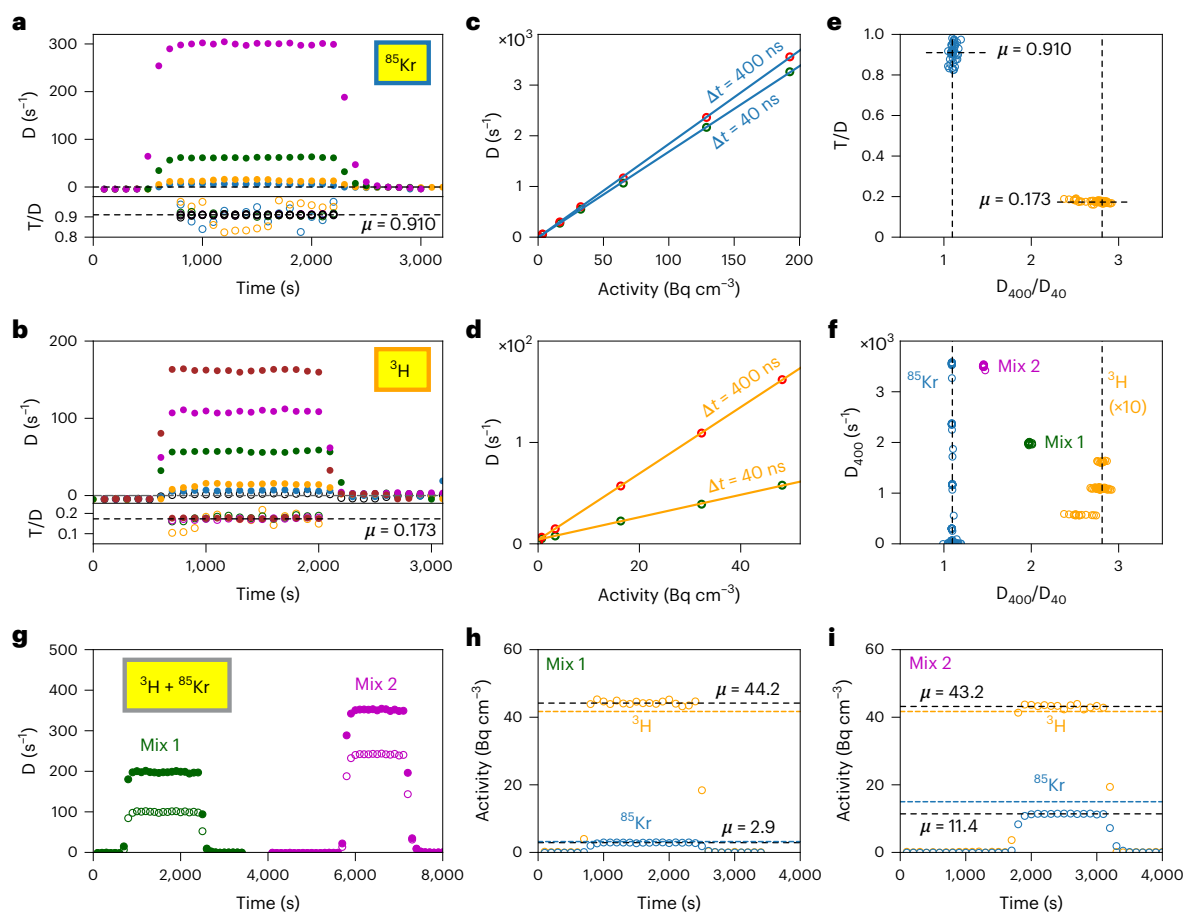 a
300
200
100
0
D (s⁻¹)
⁸⁵Kr
0.9
0.8
T/D
μ = 0.910
0
1,000
2,000
3,000
Time (s)
c
×10³
3
2
1
0
D (s⁻¹)
Δt = 400 ns
Δt = 40 ns
0
50
100
150
200
Activity (Bq cm⁻³)
e
1.0
0.8
0.6
0.4
0.2
0
T/D
μ = 0.910
μ = 0.173
1
2
3
D₄₀₀/D₄₀
b
200
100
0
D (s⁻¹)
³H
0.2
0.1
T/D
μ = 0.173
0
1,000
2,000
3,000
Time (s)
d
×10²
2
1
0
D (s⁻¹)
Δt = 400 ns
Δt = 40 ns
0
20
40
Activity (Bq cm⁻³)
f
×10³
3
2
1
0
D₄₀₀ (s⁻¹)
⁸⁵Kr
Mix 2
³H
(×10)
Mix 1
1
2
3
D₄₀₀/D₄₀
g
500
400
300
200
100
0
D (s⁻¹)
³H + ⁸⁵Kr
Mix 1
Mix 2
0
2,000
4,000
6,000
8,000
Time (s)
h
60
40
20
0
Activity (Bq cm⁻³)
Mix 1
μ = 44.2
³H
⁸⁵Kr
μ = 2.9
0
1,000
2,000
3,000
4,000
Time (s)
i
60
40
20
0
Activity (Bq cm⁻³)
Mix 2
μ = 43.2
³H
⁸⁵Kr
μ = 11.4
0
1,000
2,000
3,000
4,000
Time (s)